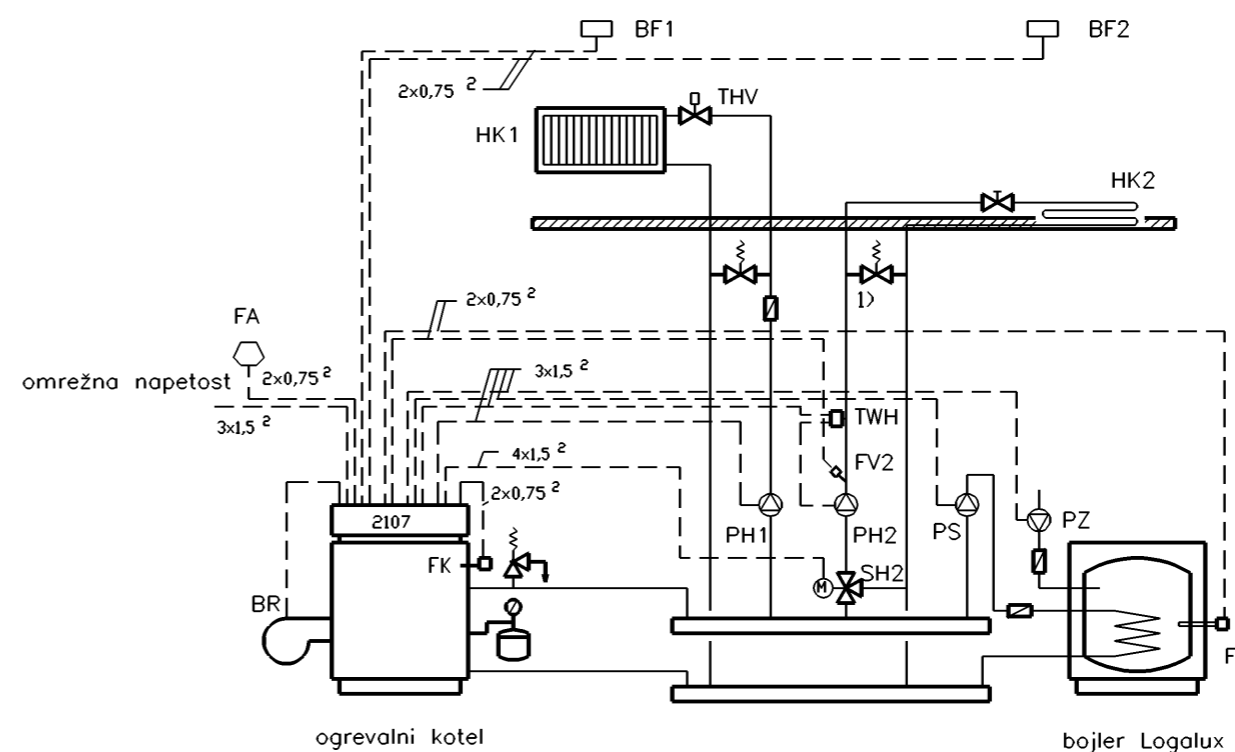 BF1
BF2
2x0,75 ²
THV
HK1
HK2
2x0,75 ²
1)
FA
omrežna napetost
2x0,75 ²
3x1,5 ²
3x1,5 ²
TWH
4x1,5 ²
FV2
2x0,75 ²
2107
PH1
PH2
PS
PZ
FK
SH2
M
BR
F
ogrevalni kotel
bojler Logalux